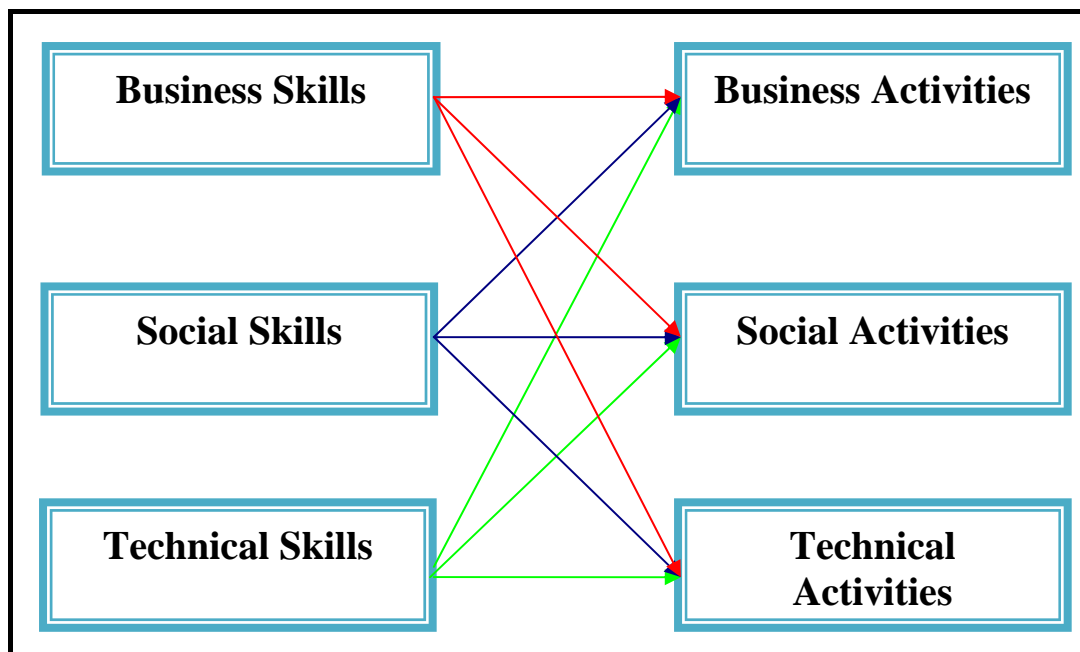 Business Skills
Business Activities
Social Skills
Social Activities
Technical Skills
Technical
Activities